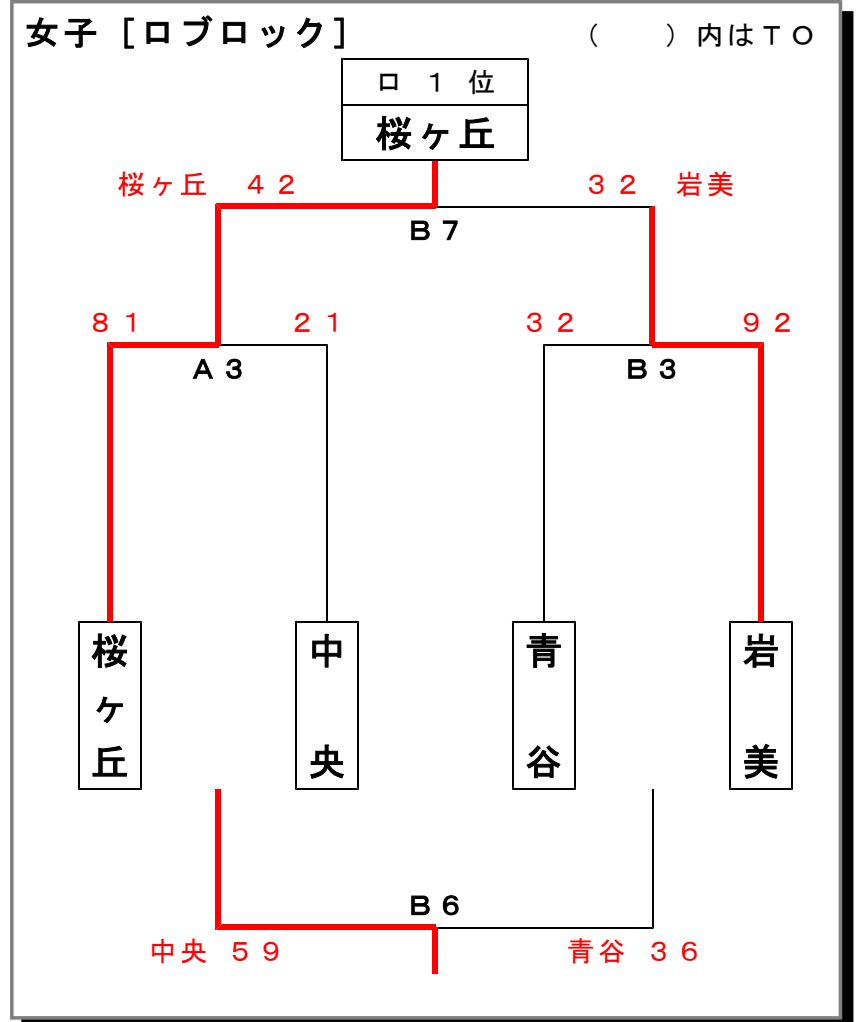 女子［ロブロック］　　（　　）内はＴＯ
ロ　１　位
桜ヶ丘
桜ヶ丘　４２　　３２　岩美
Ｂ７
８１　２１　３２　９２
Ａ３　Ｂ３
桜ヶ丘　中央　青谷　岩美
Ｂ６
中央　５９　　青谷　３６